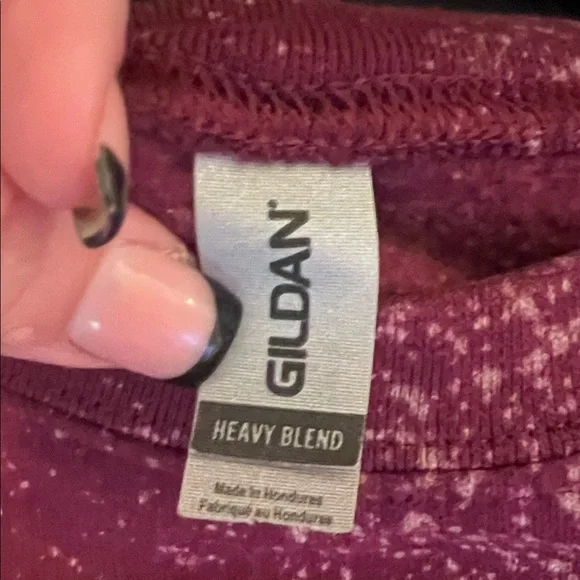 GILDAN®
HEAVY BLEND
Made in Honduras
Fabriqué au Honduras